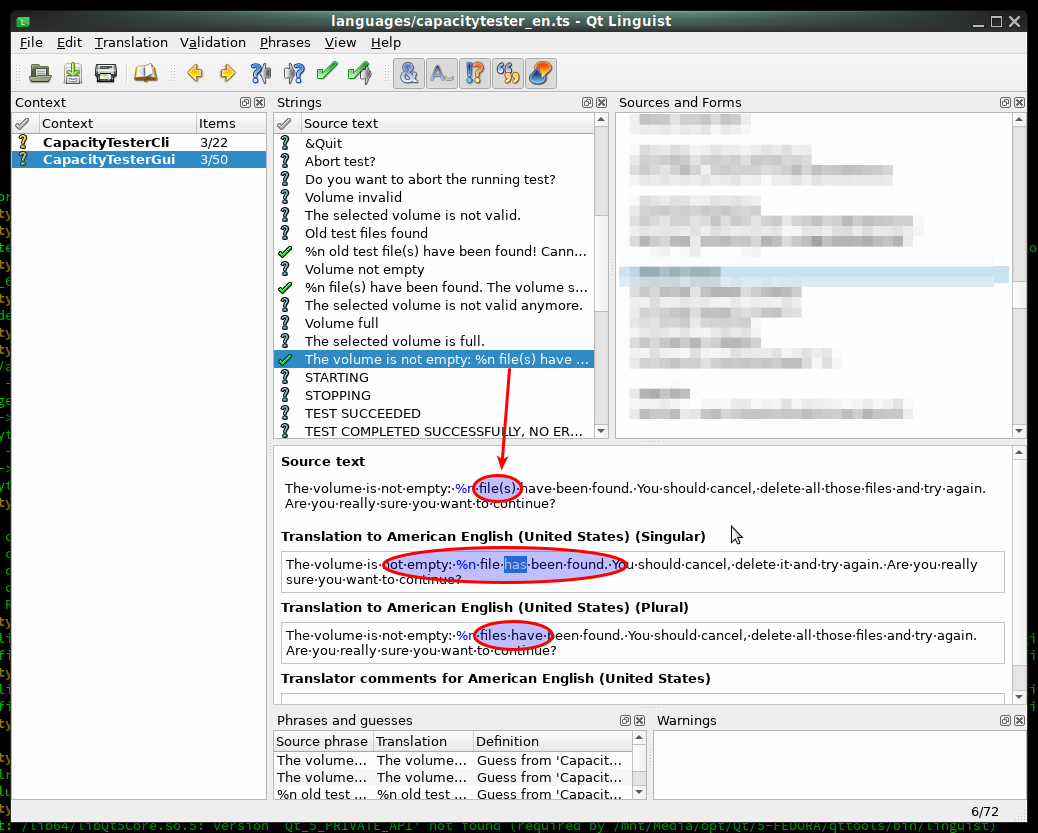 languages/capacitytester_en.ts - Qt Linguist
File Edit Translation Validation Phrases View Help
Context
Context Items
CapacityTesterCli 3/22
CapacityTesterGui 3/50
Strings
Source text
&Quit
Abort test?
Do you want to abort the running test?
Volume invalid
The selected volume is not valid.
Old test files found
%n old test file(s) have been found! Cann...
Volume not empty
%n file(s) have been found. The volume s...
The selected volume is not valid anymore.
Volume full
The selected volume is full.
The volume is not empty: %n file(s) have ...
STARTING
STOPPING
TEST SUCCEEDED
TEST COMPLETED SUCCESSFULLY, NO ER...
Sources and Forms
Source text
The·volume·is·not·empty:·%n·file(s)·have·been·found.·You·should·cancel,·delete·all·those·files·and·try·again.
Are·you·really·sure·you·want·to·continue?
Translation to American English (United States) (Singular)
The·volume·is·not·empty:·%n·file·has·been·found.·You·should·cancel,·delete·it·and·try·again.·Are·you·really
sure·you·want·to·continue?
Translation to American English (United States) (Plural)
The·volume·is·not·empty:·%n·files·have·been·found.·You·should·cancel,·delete·all·those·files·and·try·again.
Are·you·really·sure·you·want·to·continue?
Translator comments for American English (United States)
Phrases and guesses
Source phrase Translation Definition
The volume... The volume... Guess from 'Capacit...
The volume... The volume... Guess from 'Capacit...
%n old test ... %n old test ... Guess from 'Capacit...
Warnings
6/72
t: /lib64/libQt5Core.so.5: version `Qt_5_PRIVATE_API' not found (required by /mnt/Media/opt/Qt/5-FEDORA/qttools/bin/linguist